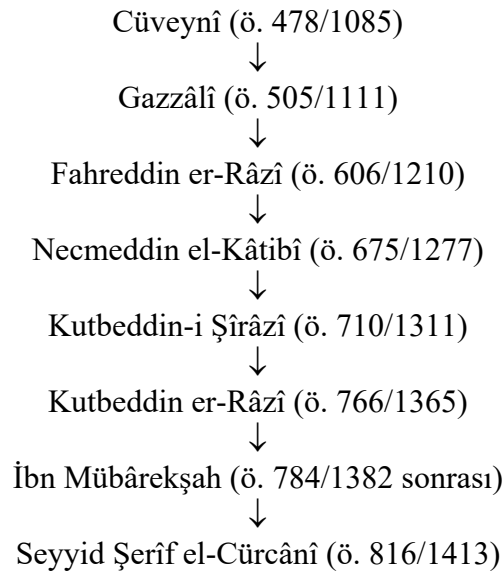 Cüveynî (ö. 478/1085)
↓
Gazzâlî (ö. 505/1111)
↓
Fahreddin er-Râzî (ö. 606/1210)
↓
Necmeddin el-Kâtibî (ö. 675/1277)
↓
Kutbeddin-i Şîrâzî (ö. 710/1311)
↓
Kutbeddin er-Râzî (ö. 766/1365)
↓
İbn Mübârekşah (ö. 784/1382 sonrası)
↓
Seyyid Şerîf el-Cürcânî (ö. 816/1413)